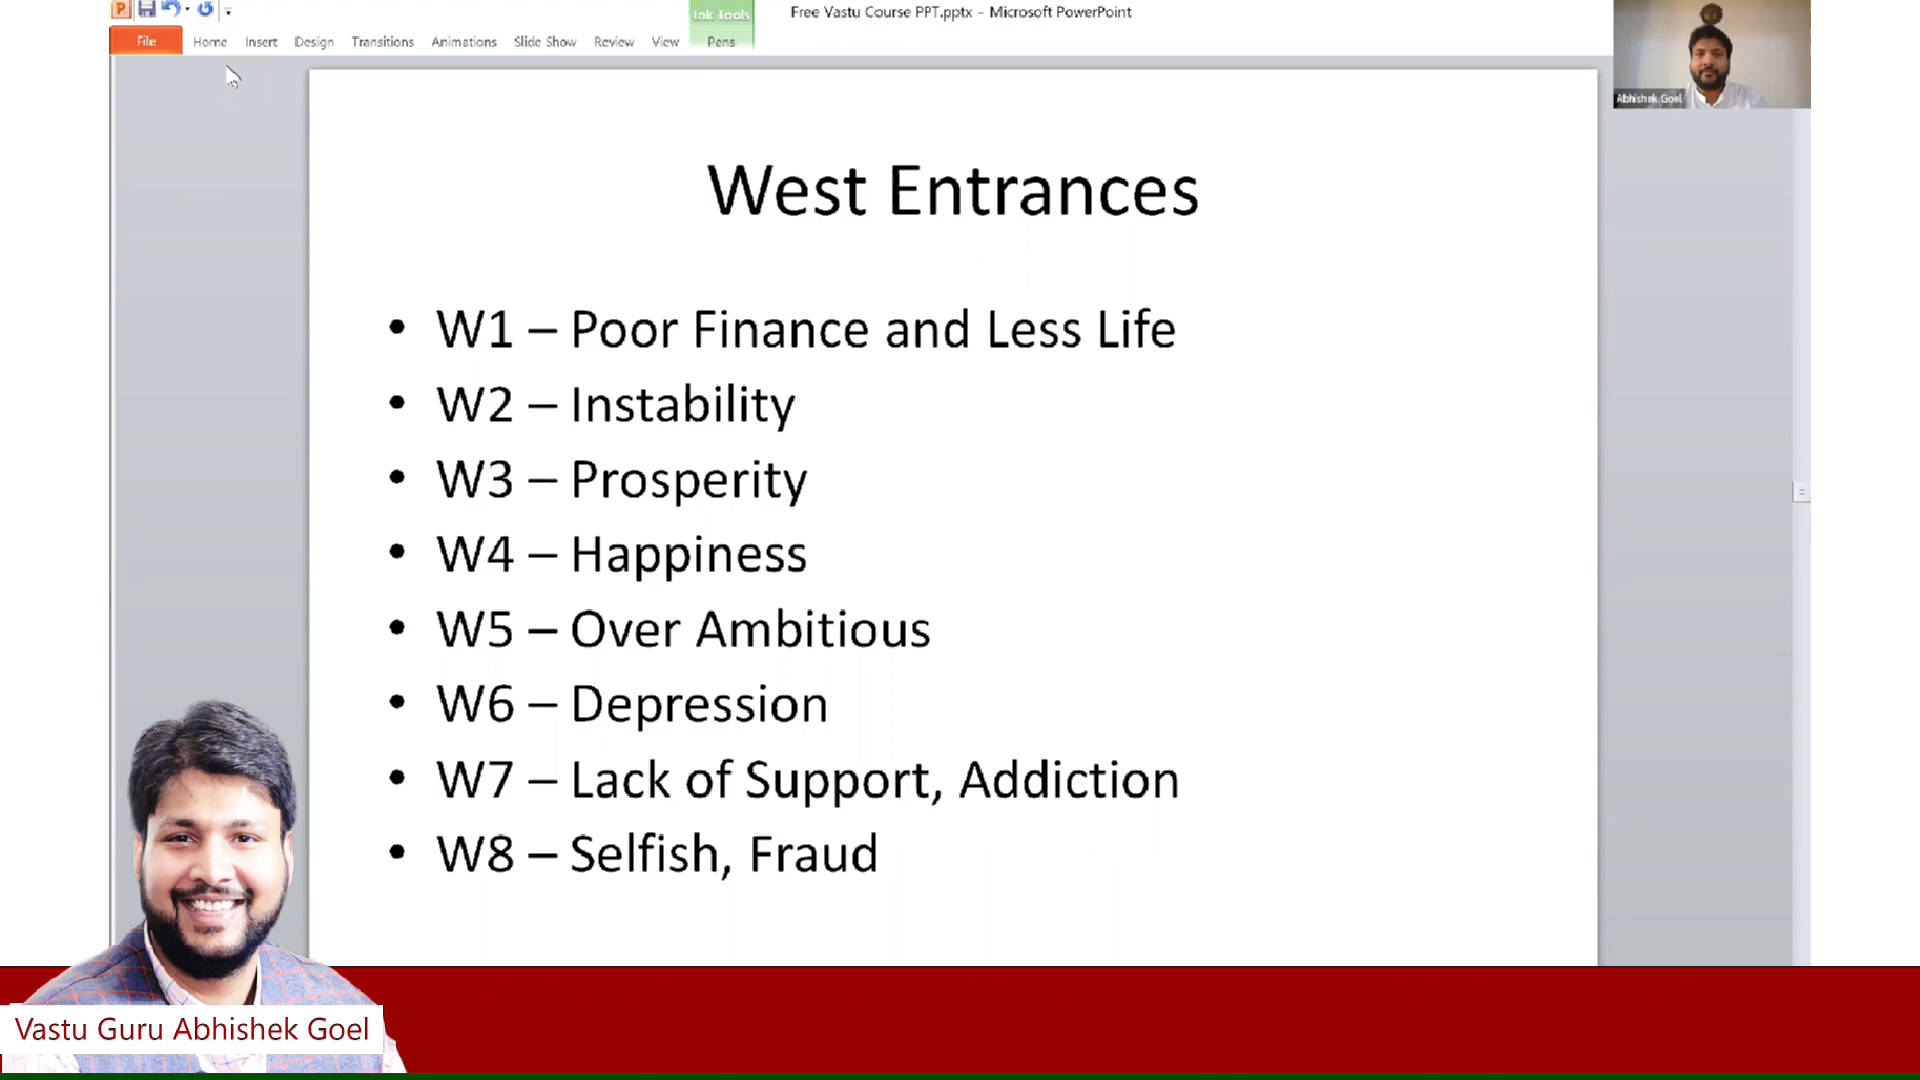 Free Vastu Course PPT.pptx - Microsoft PowerPoint
Ink Tools
File Home Insert Design Transitions Animations Slide Show Review View Pens
Abhishek Goel
West Entrances
• W1 – Poor Finance and Less Life
• W2 – Instability
• W3 – Prosperity
• W4 – Happiness
• W5 – Over Ambitious
• W6 – Depression
• W7 – Lack of Support, Addiction
• W8 – Selfish, Fraud
Vastu Guru Abhishek Goel